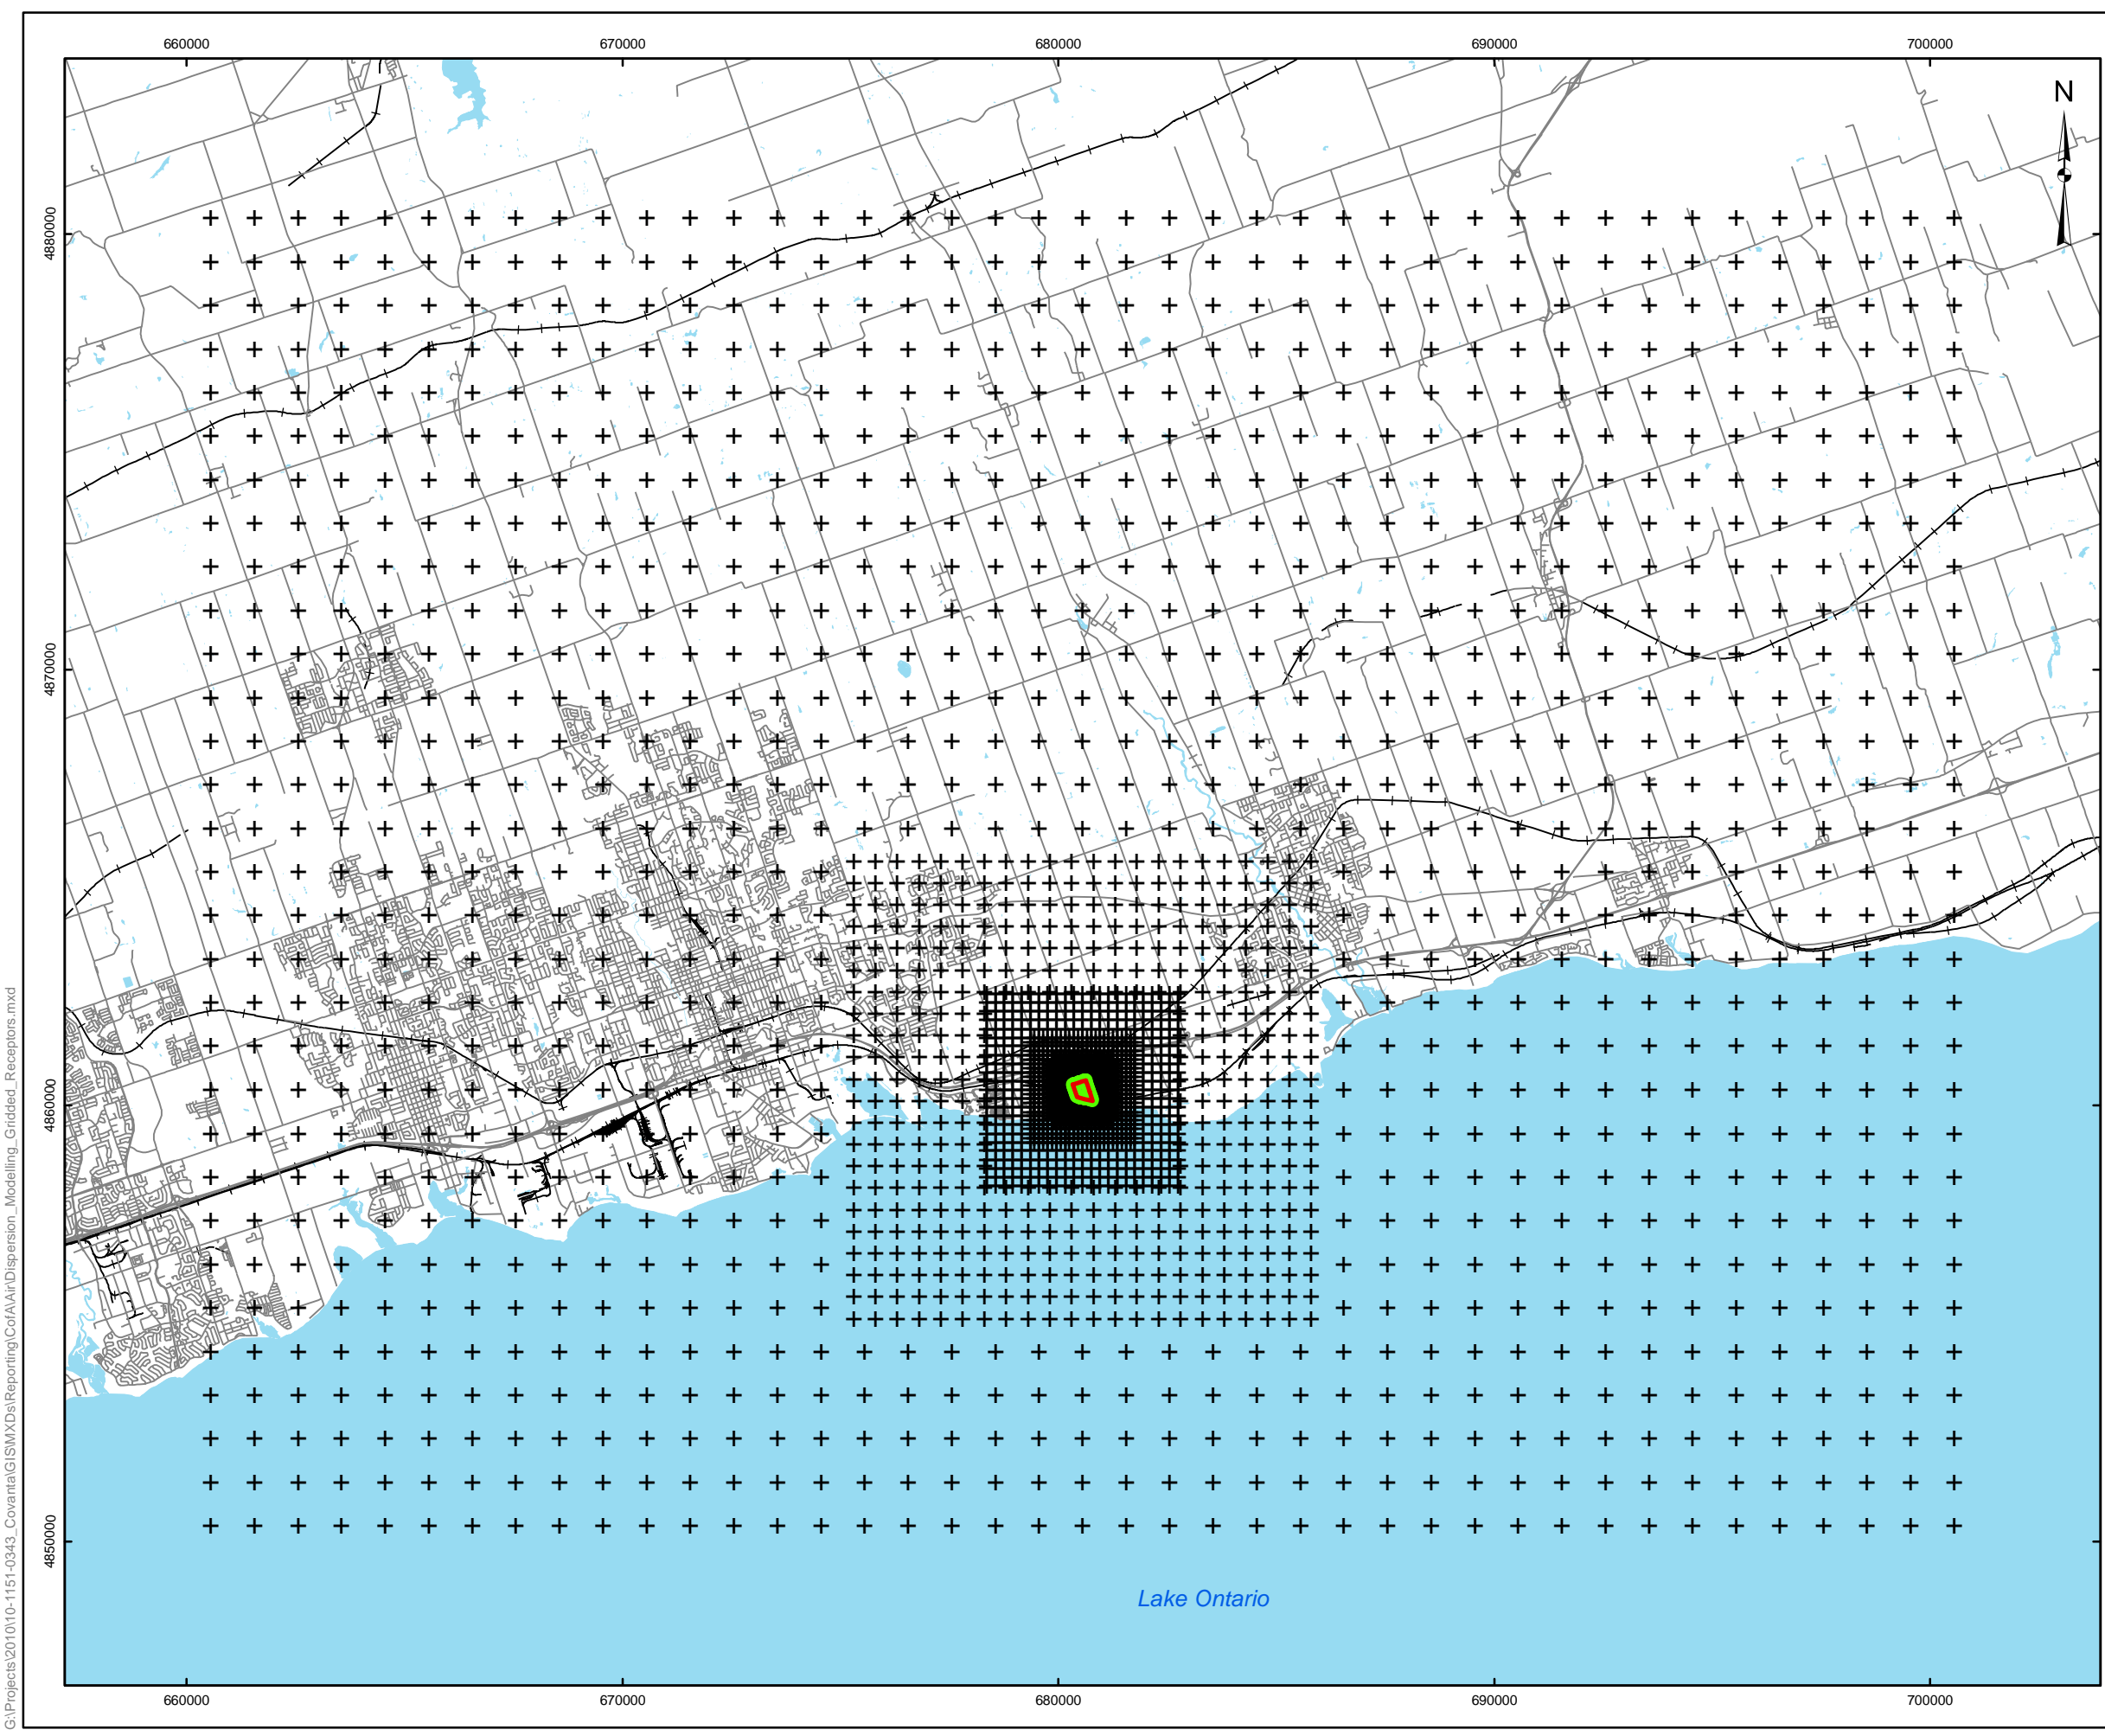 660000 670000 680000 690000 700000
N
4880000
4870000
4860000
4850000
Lake Ontario
660000 670000 680000 690000 700000
G:\Projects\2010\10-1151-0343_Covanta\GIS\MXDs\Reporting\CofA\Air\Dispersion_Modelling_Gridded_Receptors.mxd